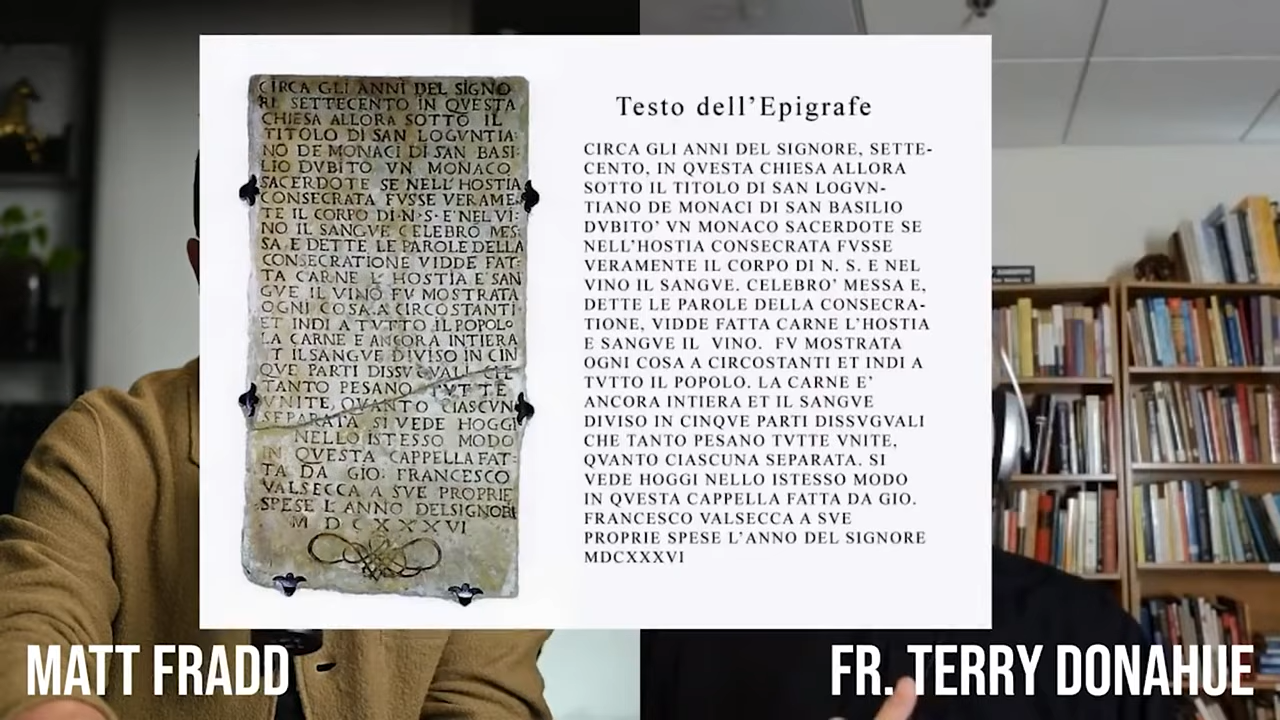 CIRCA GLI ANNI DEL SIGNO
RE SETTECENTO IN QVESTA
CHIESA ALLORA SOTTO IL
TITOLO DI SAN LOGVNTIA
NO DE MONACI DI SAN BASI
LIO DVBITO VN MONACO
SACERDOTE SE NELL'HOSTIA
CONSECRATA FVSSE VERAME
TE IL CORPO DI N·S·E NEL VI
NO IL SANGVE CELEBRO MES
SA E DETTE LE PAROLE DELLA
CONSECRATIONE VIDDE FAT
TA CARNE L'HOSTIA E SAN
GVE IL VINO FV MOSTRATA
OGNI COSA A CIRCOSTANTI
ET INDI A TVTTO IL POPOLO
LA CARNE E ANCORA INTIERA
T IL SANGVE DIVISO IN CIN
QVE PARTI DISSVGVALI CHE
TANTO PESANO TVTTE
VNITE, QVANTO CIASCVN
SEPARATA SI VEDE HOGGI
NELLO ISTESSO MODO
IN QVESTA CAPPELLA FAT
TA DA GIO. FRANCESCO
VALSECCA A SVE PROPRIE
SPESE L'ANNO DEL SIGNORE
M D C X X X V I
Testo dell'Epigrafe
CIRCA GLI ANNI DEL SIGNORE, SETTE-
CENTO, IN QVESTA CHIESA ALLORA
SOTTO IL TITOLO DI SAN LOGVN-
TIANO DE MONACI DI SAN BASILIO
DVBITO' VN MONACO SACERDOTE SE
NELL'HOSTIA CONSECRATA FVSSE
VERAMENTE IL CORPO DI N. S. E NEL
VINO IL SANGVE. CELEBRO' MESSA E,
DETTE LE PAROLE DELLA CONSECRA-
TIONE, VIDDE FATTA CARNE L'HOSTIA
E SANGVE IL VINO. FV MOSTRATA
OGNI COSA A CIRCOSTANTI ET INDI A
TVTTO IL POPOLO. LA CARNE E'
ANCORA INTIERA ET IL SANGVE
DIVISO IN CINQVE PARTI DISSVGVALI
CHE TANTO PESANO TVTTE VNITE,
QVANTO CIASCUNA SEPARATA. SI
VEDE HOGGI NELLO ISTESSO MODO
IN QVESTA CAPPELLA FATTA DA GIO.
FRANCESCO VALSECCA A SVE
PROPRIE SPESE L'ANNO DEL SIGNORE
MDCXXXVI
MATT FRADD
FR. TERRY DONAHUE